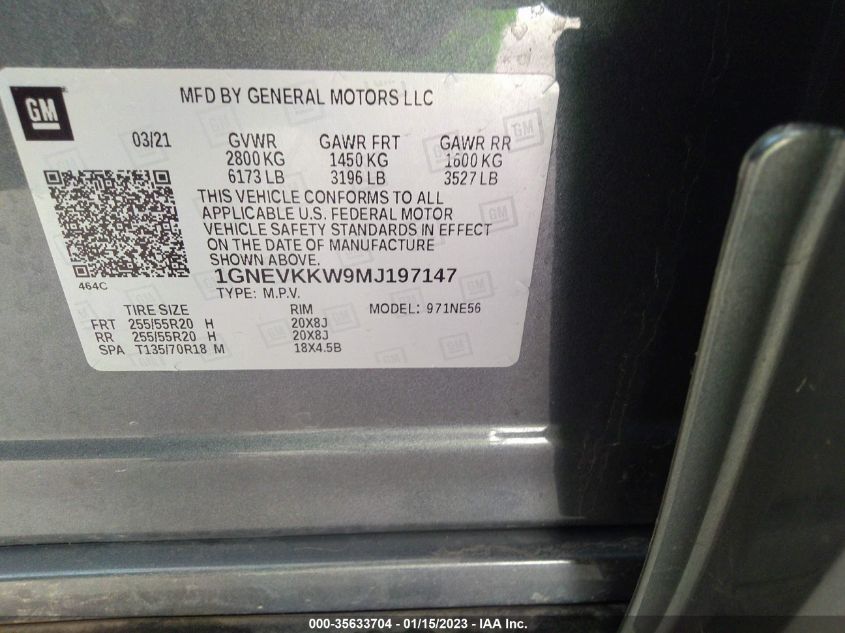 GM
MFD BY GENERAL MOTORS LLC
03/21 GVWR GAWR FRT GAWR RR
2800 KG 1450 KG 1600 KG
6173 LB 3196 LB 3527 LB
THIS VEHICLE CONFORMS TO ALL
APPLICABLE U.S. FEDERAL MOTOR
VEHICLE SAFETY STANDARDS IN EFFECT
ON THE DATE OF MANUFACTURE
SHOWN ABOVE.
464C
1GNEVKKW9MJ197147
TYPE: M.P.V.
TIRE SIZE RIM MODEL: 971NE56
FRT 255/55R20 H 20X8J
RR 255/55R20 H 20X8J
SPA T135/70R18 M 18X4.5B
000-35633704 - 01/15/2023 - IAA Inc.